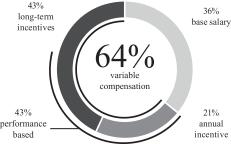 43%
long-term
incentives
36%
base salary
64%
variable
compensation
43%
performance
based
21%
annual
incentive